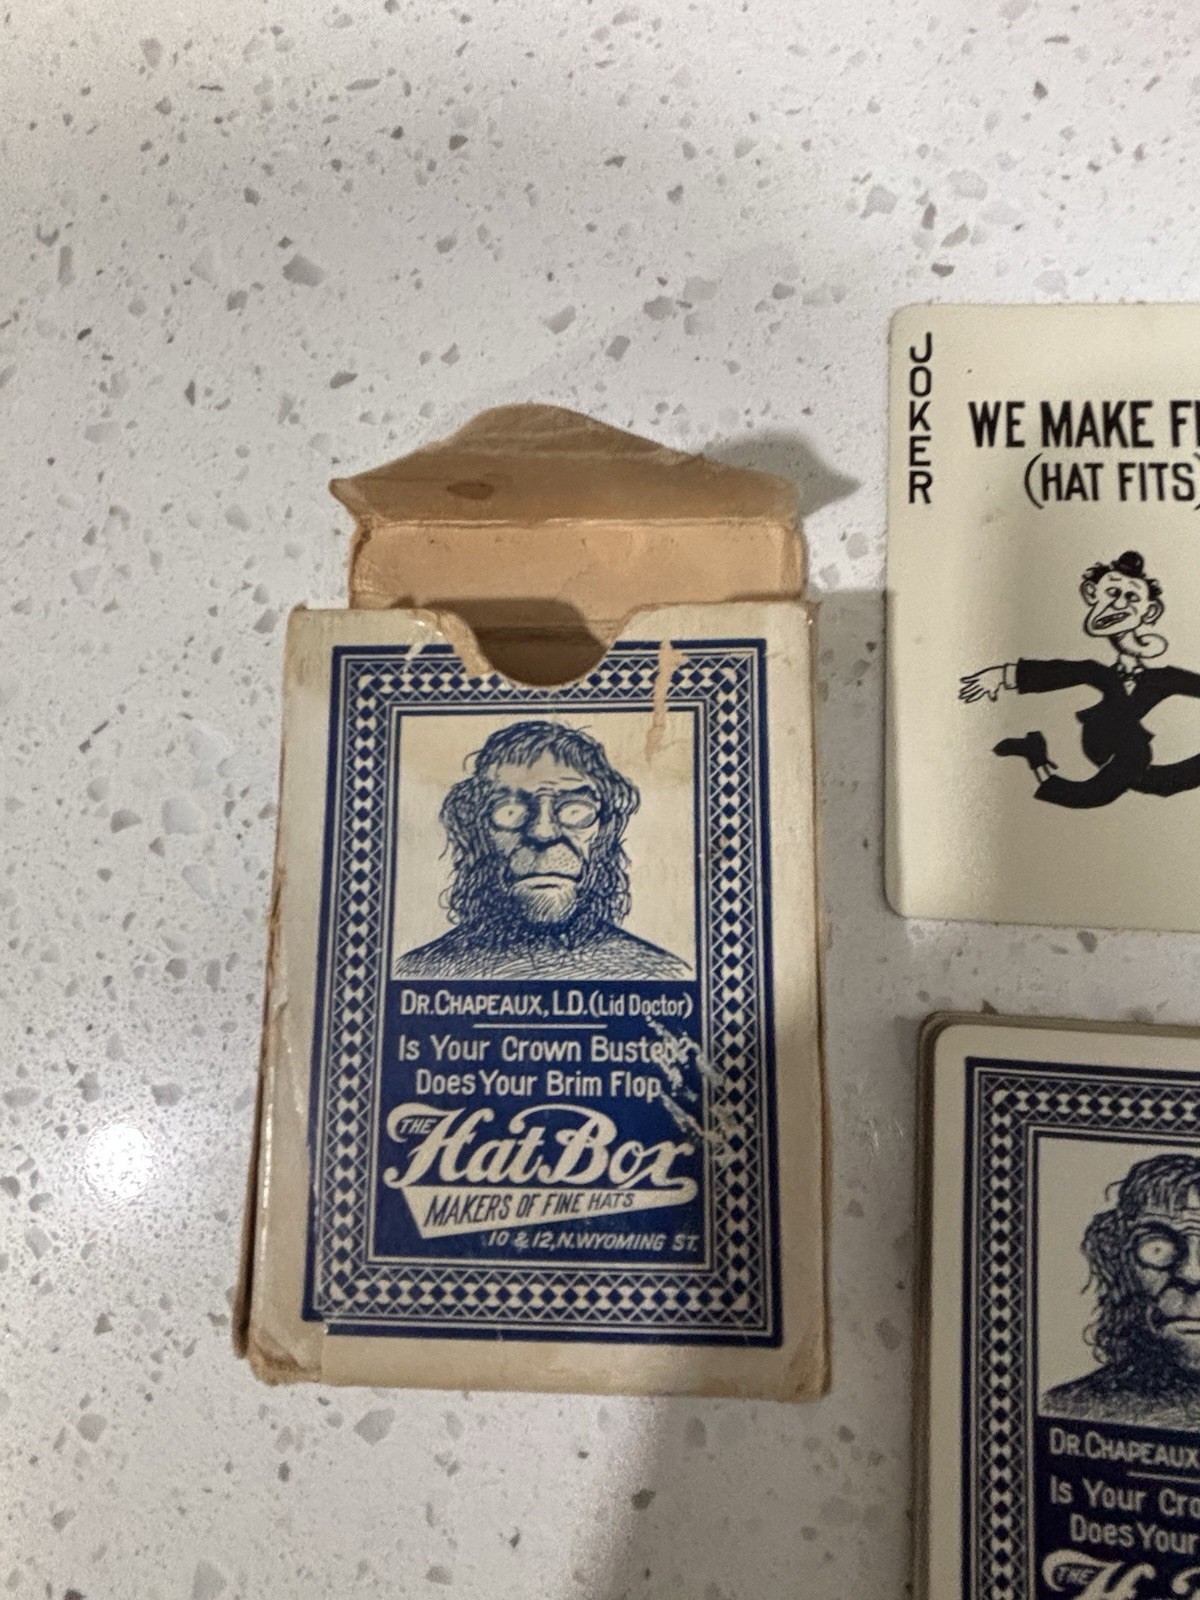 JOKER
WE MAKE
(HAT FITS)
DR. CHAPEAUX, L.D. (Lid Doctor)
Is Your Crown Busted?
Does Your Brim Flop?
THE Hat Box
MAKERS OF FINE HATS
10 & 12, N. WYOMING ST.
DR. CHAPEAUX
Is Your
Does Your
THE